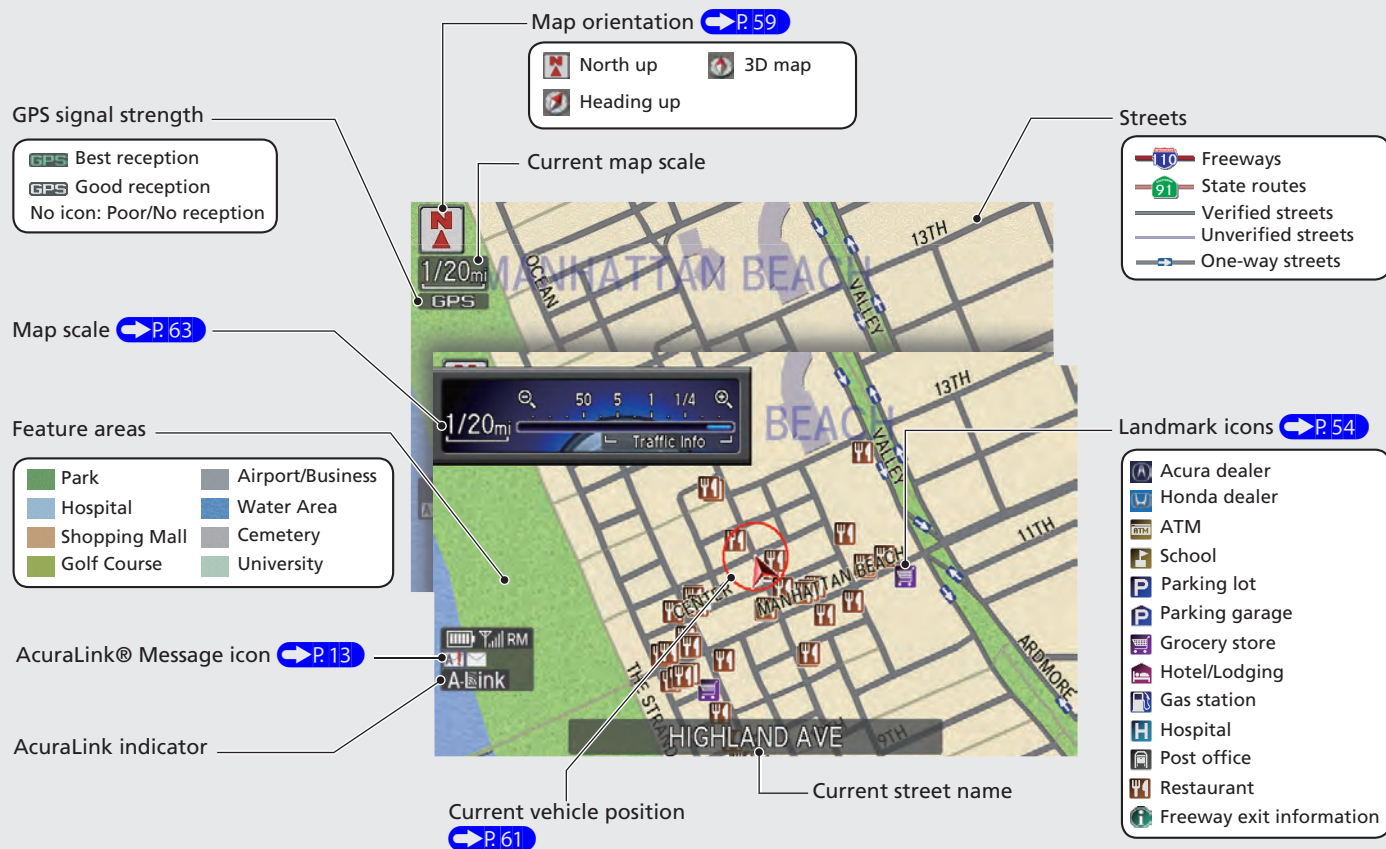 Map orientation P. 59
North up
3D map
Heading up
GPS signal strength
GPS Best reception
GPS Good reception
No icon: Poor/No reception
Current map scale
Streets
110 Freeways
91 State routes
Verified streets
Unverified streets
One-way streets
N
1/20mi
GPS
MANHATTAN BEACH
OCEAN
VALLEY
13TH
Map scale P. 63
1/20mi
50 5 1 1/4
Traffic Info
BEACH
VALLEY
13TH
11TH
Feature areas
Park
Airport/Business
Hospital
Water Area
Shopping Mall
Cemetery
Golf Course
University
Landmark icons P. 54
Acura dealer
Honda dealer
ATM ATM
School
P Parking lot
P Parking garage
Grocery store
Hotel/Lodging
Gas station
H Hospital
Post office
Restaurant
i Freeway exit information
CENTER
MANHATTAN BEACH
ARDMORE
THE STRAND
9TH
RM
A-Link
HIGHLAND AVE
AcuraLink® Message icon P. 13
AcuraLink indicator
Current vehicle position
P. 61
Current street name